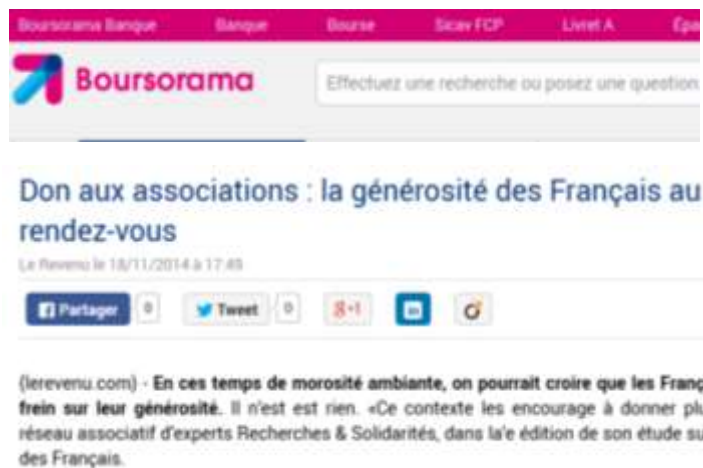 Boursorama Banque Banque Bourse Sicav FCP Livret A Épa
Boursorama
Effectuez une recherche ou posez une question
Don aux associations : la générosité des Français au
rendez-vous
Le Revenu le 18/11/2014 à 17:49
Partager 0 Tweet 0 g+1 in
(lerevenu.com) - En ces temps de morosité ambiante, on pourrait croire que les Franç
frein sur leur générosité. Il n'est est rien. «Ce contexte les encourage à donner plu
réseau associatif d'experts Recherches & Solidarités, dans la'e édition de son étude su
des Français.